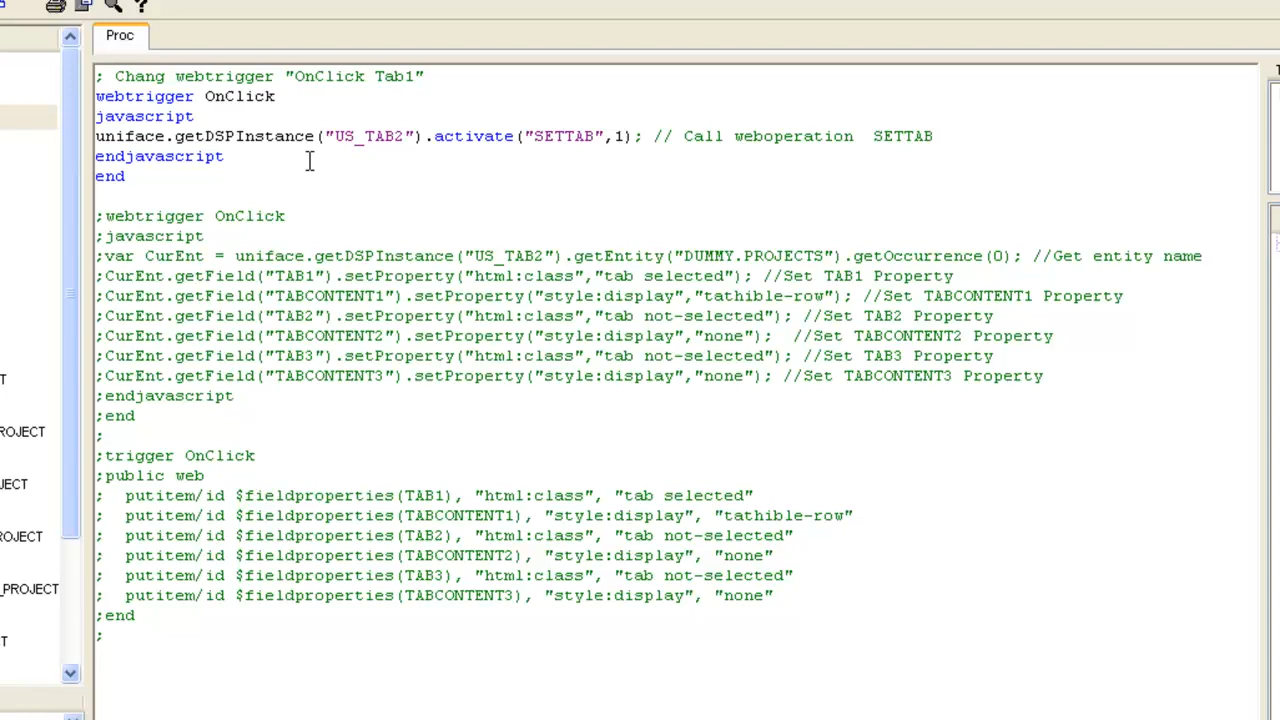 ?
Proc
; Chang webtrigger "OnClick Tab1"
webtrigger OnClick
javascript
uniface.getDSPInstance("US_TAB2").activate("SETTAB",1); // Call weboperation  SETTAB
endjavascript
end
;webtrigger OnClick
;javascript
;var CurEnt = uniface.getDSPInstance("US_TAB2").getEntity("DUMMY.PROJECTS").getOccurrence(0); //Get entity name
;CurEnt.getField("TAB1").setProperty("html:class","tab selected"); //Set TAB1 Property
;CurEnt.getField("TABCONTENT1").setProperty("style:display","tathible-row"); //Set TABCONTENT1 Property
;CurEnt.getField("TAB2").setProperty("html:class","tab not-selected"); //Set TAB2 Property
;CurEnt.getField("TABCONTENT2").setProperty("style:display","none");  //Set TABCONTENT2 Property
;CurEnt.getField("TAB3").setProperty("html:class","tab not-selected"); //Set TAB3 Property
;CurEnt.getField("TABCONTENT3").setProperty("style:display","none"); //Set TABCONTENT3 Property
;endjavascript
;end
;
;trigger OnClick
;public web
;  putitem/id $fieldproperties(TAB1), "html:class", "tab selected"
;  putitem/id $fieldproperties(TABCONTENT1), "style:display", "tathible-row"
;  putitem/id $fieldproperties(TAB2), "html:class", "tab not-selected"
;  putitem/id $fieldproperties(TABCONTENT2), "style:display", "none"
;  putitem/id $fieldproperties(TAB3), "html:class", "tab not-selected"
;  putitem/id $fieldproperties(TABCONTENT3), "style:display", "none"
;end
;
T
ROJECT
JECT
ROJECT
_PROJECT
T